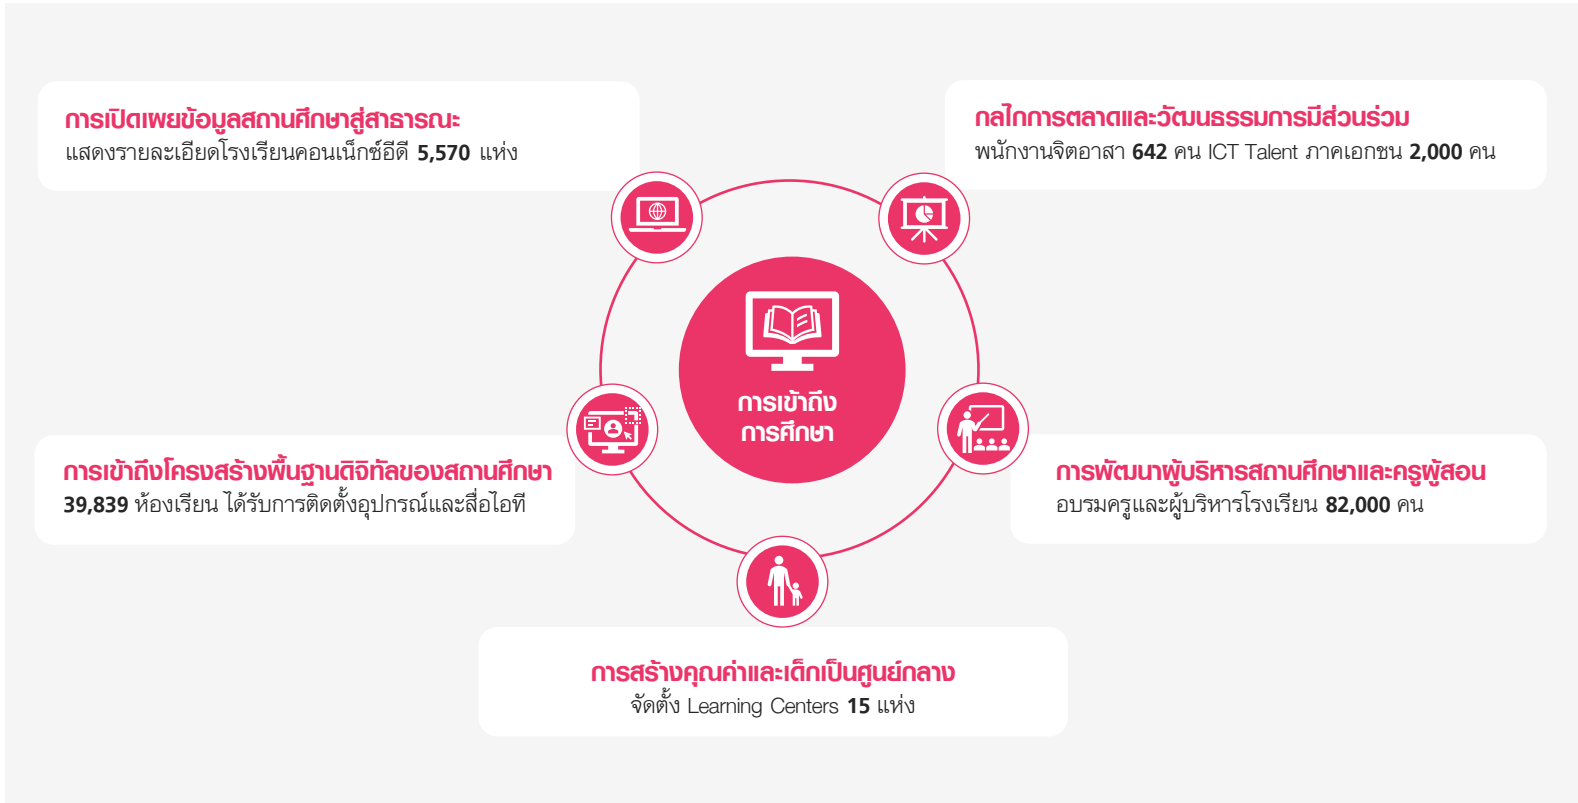 การเปิดเผยข้อมูลสถานศึกษาสู่สาธารณะ
แสดงรายละเอียดโรงเรียนคอนเน็กซ์อีดี 5,570 แห่ง
กลไกการตลาดและวัฒนธรรมการมีส่วนร่วม
พนักงานจิตอาสา 642 คน ICT Talent ภาคเอกชน 2,000 คน
การเข้าถึง
การศึกษา
การเข้าถึงโครงสร้างพื้นฐานดิจิทัลของสถานศึกษา
39,839 ห้องเรียน ได้รับการติดตั้งอุปกรณ์และสื่อไอที
การพัฒนาผู้บริหารสถานศึกษาและครูผู้สอน
อบรมครูและผู้บริหารโรงเรียน 82,000 คน
การสร้างคุณค่าและเด็กเป็นศูนย์กลาง
จัดตั้ง Learning Centers 15 แห่ง